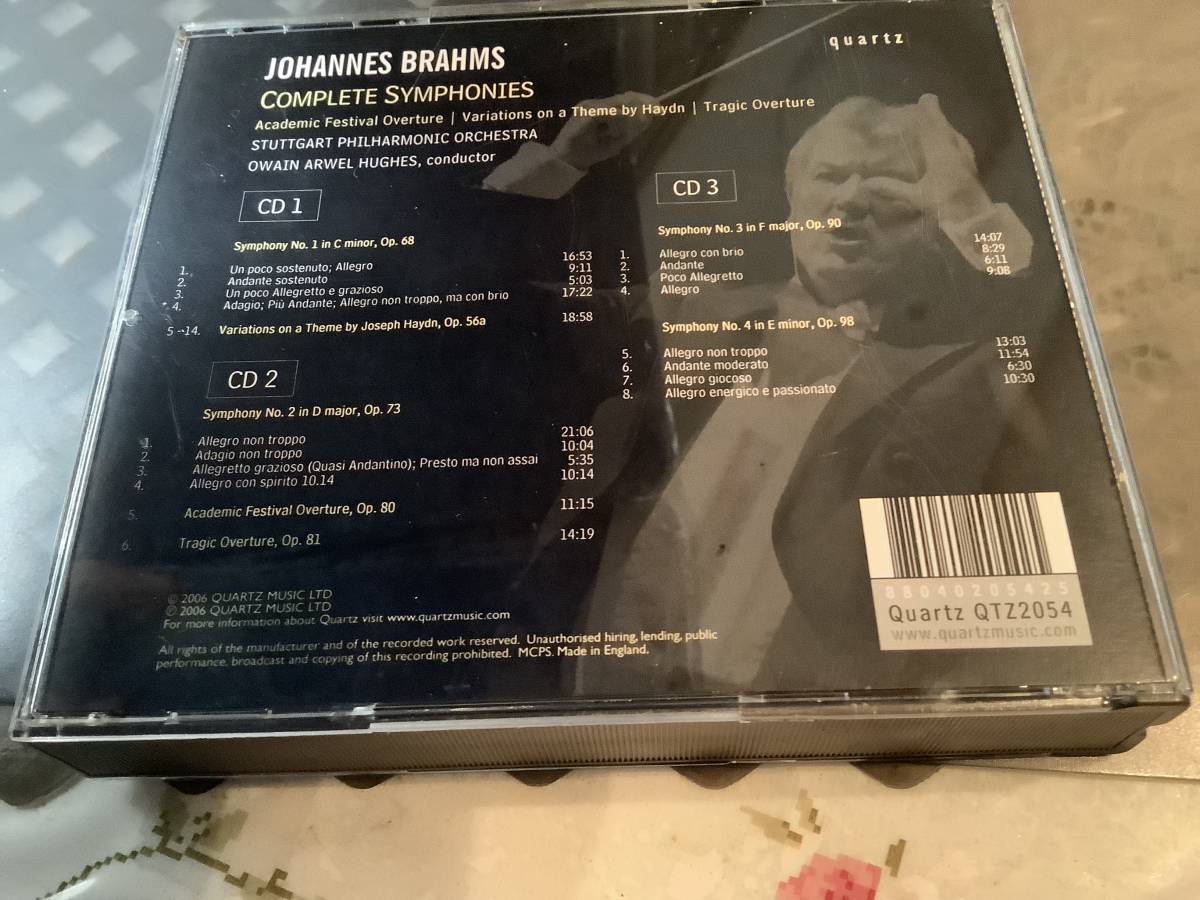 quartz
JOHANNES BRAHMS
COMPLETE SYMPHONIES
Academic Festival Overture | Variations on a Theme by Haydn | Tragic Overture
STUTTGART PHILHARMONIC ORCHESTRA
OWAIN ARWEL HUGHES, conductor
CD 1
Symphony No. 1 in C minor, Op. 68
1. Un poco sostenuto; Allegro 16:53
2. Andante sostenuto 9:11
3. Un poco Allegretto e grazioso 5:03
4. Adagio; Più Andante; Allegro non troppo, ma con brio 17:22
5 -14. Variations on a Theme by Joseph Haydn, Op. 56a 18:58
CD 2
Symphony No. 2 in D major, Op. 73
1. Allegro non troppo 21:06
2. Adagio non troppo 10:04
3. Allegretto grazioso (Quasi Andantino); Presto ma non assai 5:35
4. Allegro con spirito 10.14 10:14
5. Academic Festival Overture, Op. 80 11:15
6. Tragic Overture, Op. 81 14:19
CD 3
Symphony No. 3 in F major, Op. 90
1. Allegro con brio 14:07
2. Andante 8:29
3. Poco Allegretto 6:11
4. Allegro 9:08
Symphony No. 4 in E minor, Op. 98
5. Allegro non troppo 13:03
6. Andante moderato 11:54
7. Allegro giocoso 6:30
8. Allegro energico e passionato 10:30
© 2006 QUARTZ MUSIC LTD
℗ 2006 QUARTZ MUSIC LTD
For more information about Quartz visit www.quartzmusic.com
All rights of the manufacturer and of the recorded work reserved. Unauthorised hiring, lending, public
performance, broadcast and copying of this recording prohibited. MCPS. Made in England.
88040205425
Quartz QTZ2054
www.quartzmusic.com